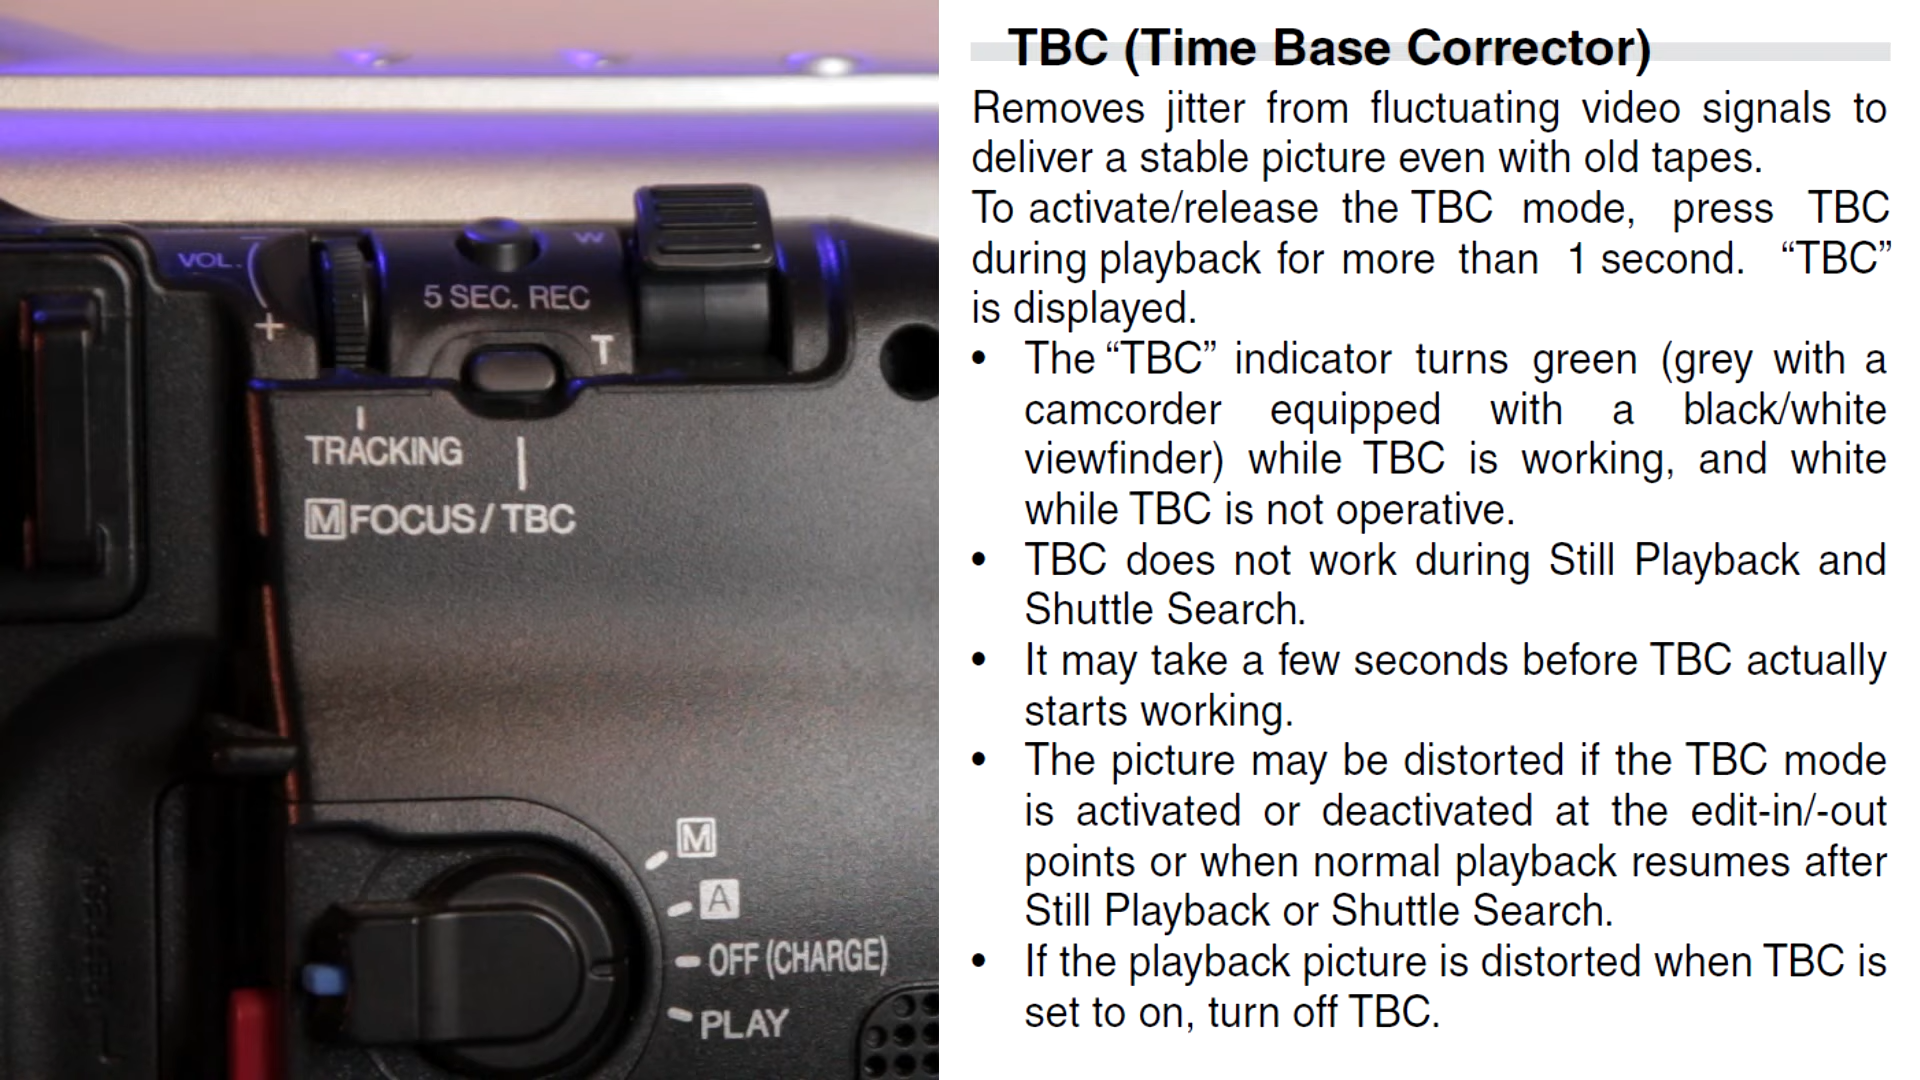 VOL.
−
+
5 SEC. REC
W
T
TRACKING
M FOCUS / TBC
M
A
OFF (CHARGE)
PLAY
TBC (Time Base Corrector)
Removes jitter from fluctuating video signals to
deliver a stable picture even with old tapes.
To activate/release the TBC mode, press TBC
during playback for more than 1 second. “TBC”
is displayed.
• The “TBC” indicator turns green (grey with a
camcorder equipped with a black/white
viewfinder) while TBC is working, and white
while TBC is not operative.
• TBC does not work during Still Playback and
Shuttle Search.
• It may take a few seconds before TBC actually
starts working.
• The picture may be distorted if the TBC mode
is activated or deactivated at the edit-in/-out
points or when normal playback resumes after
Still Playback or Shuttle Search.
• If the playback picture is distorted when TBC is
set to on, turn off TBC.